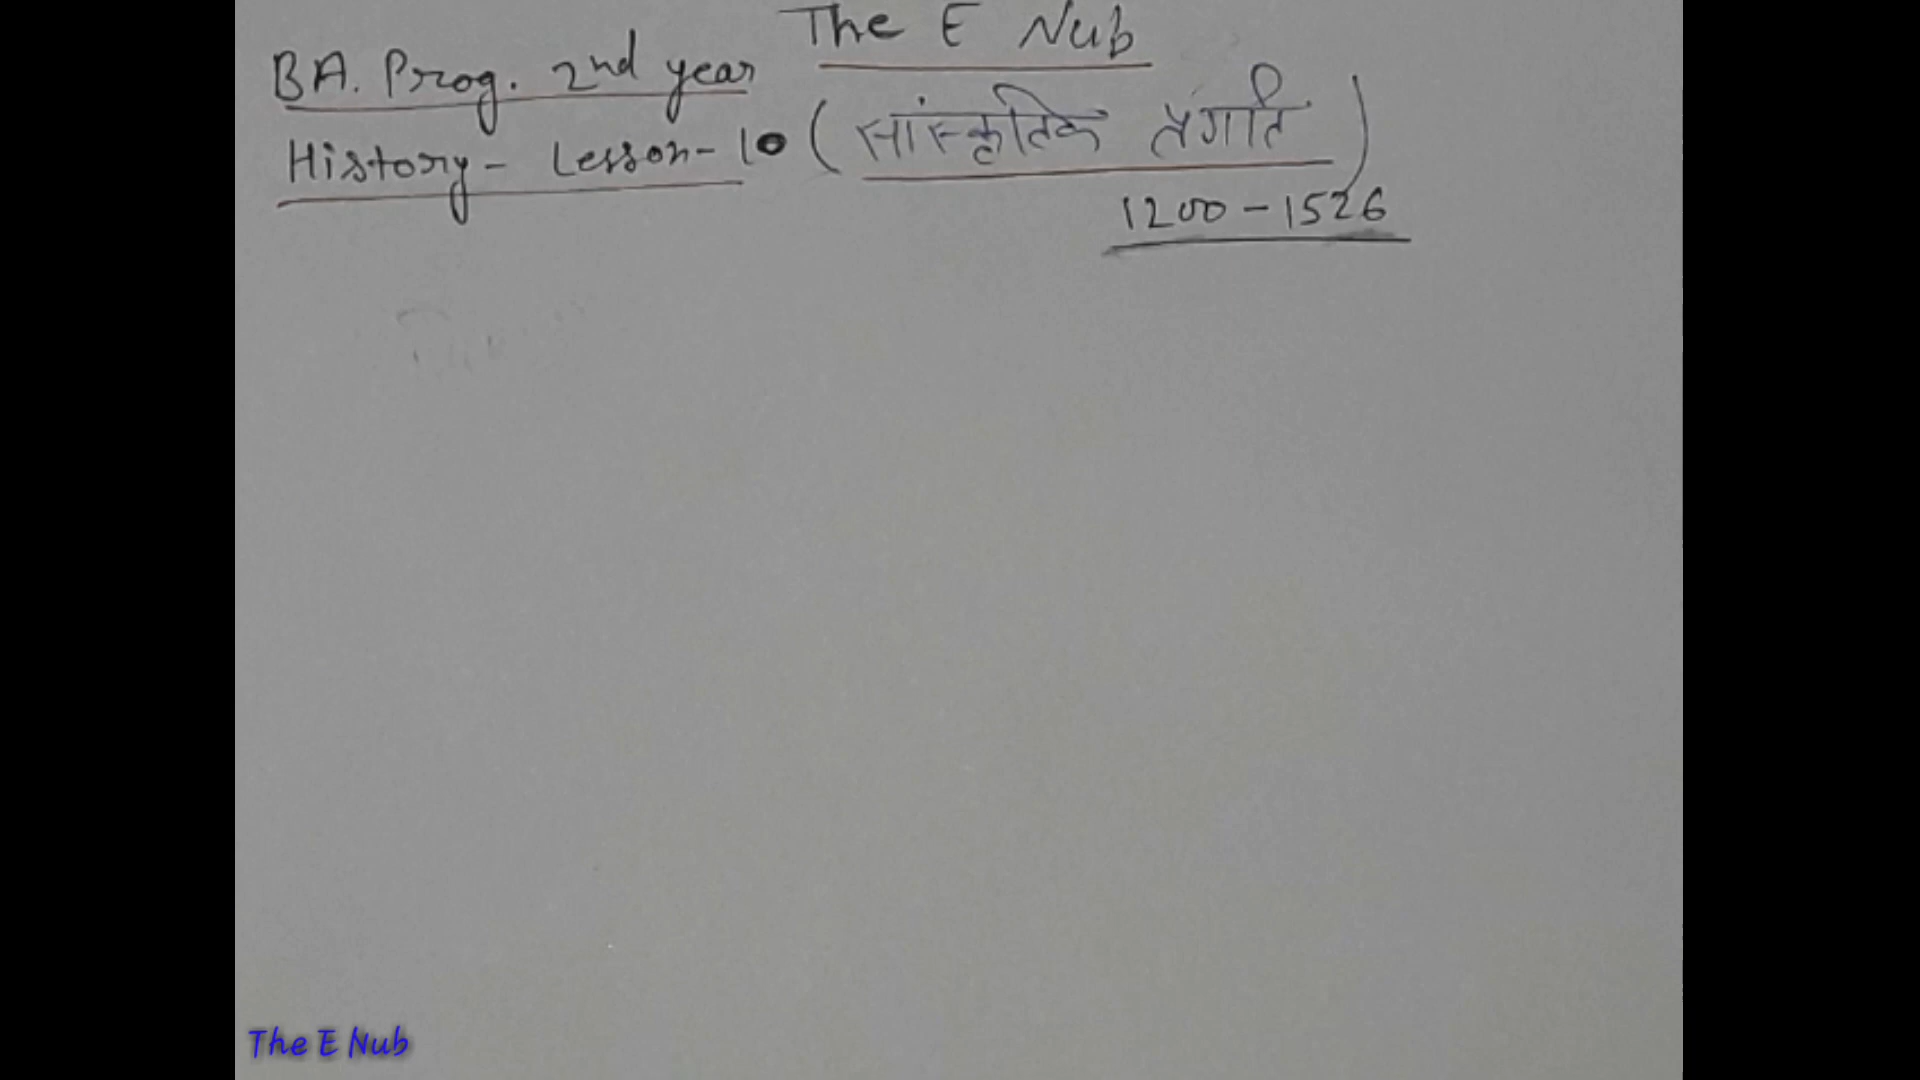 The E Nub
BA. Prog. 2nd year
History - Lesson - 10 (सांस्कृतिक प्रगति)
1200 - 1526
The E Nub